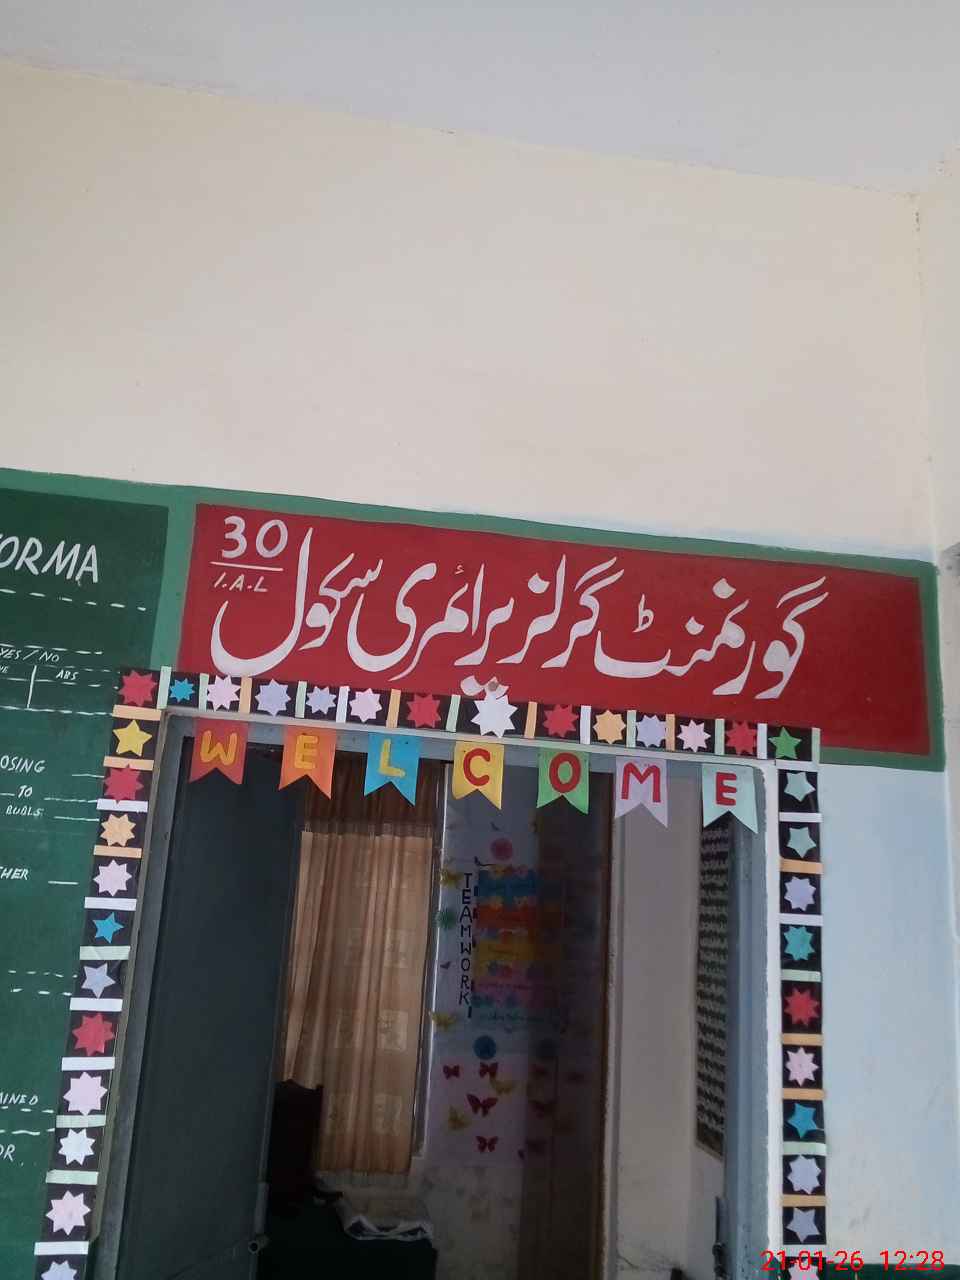 گورنمنٹ گرلز پرائمری سکول
30
1.A.L
WELCOME
TEAMWORK
ORMA
YES / NO
ABS
OSING
TO
HER
AINED
OR
21-01-26 12:28